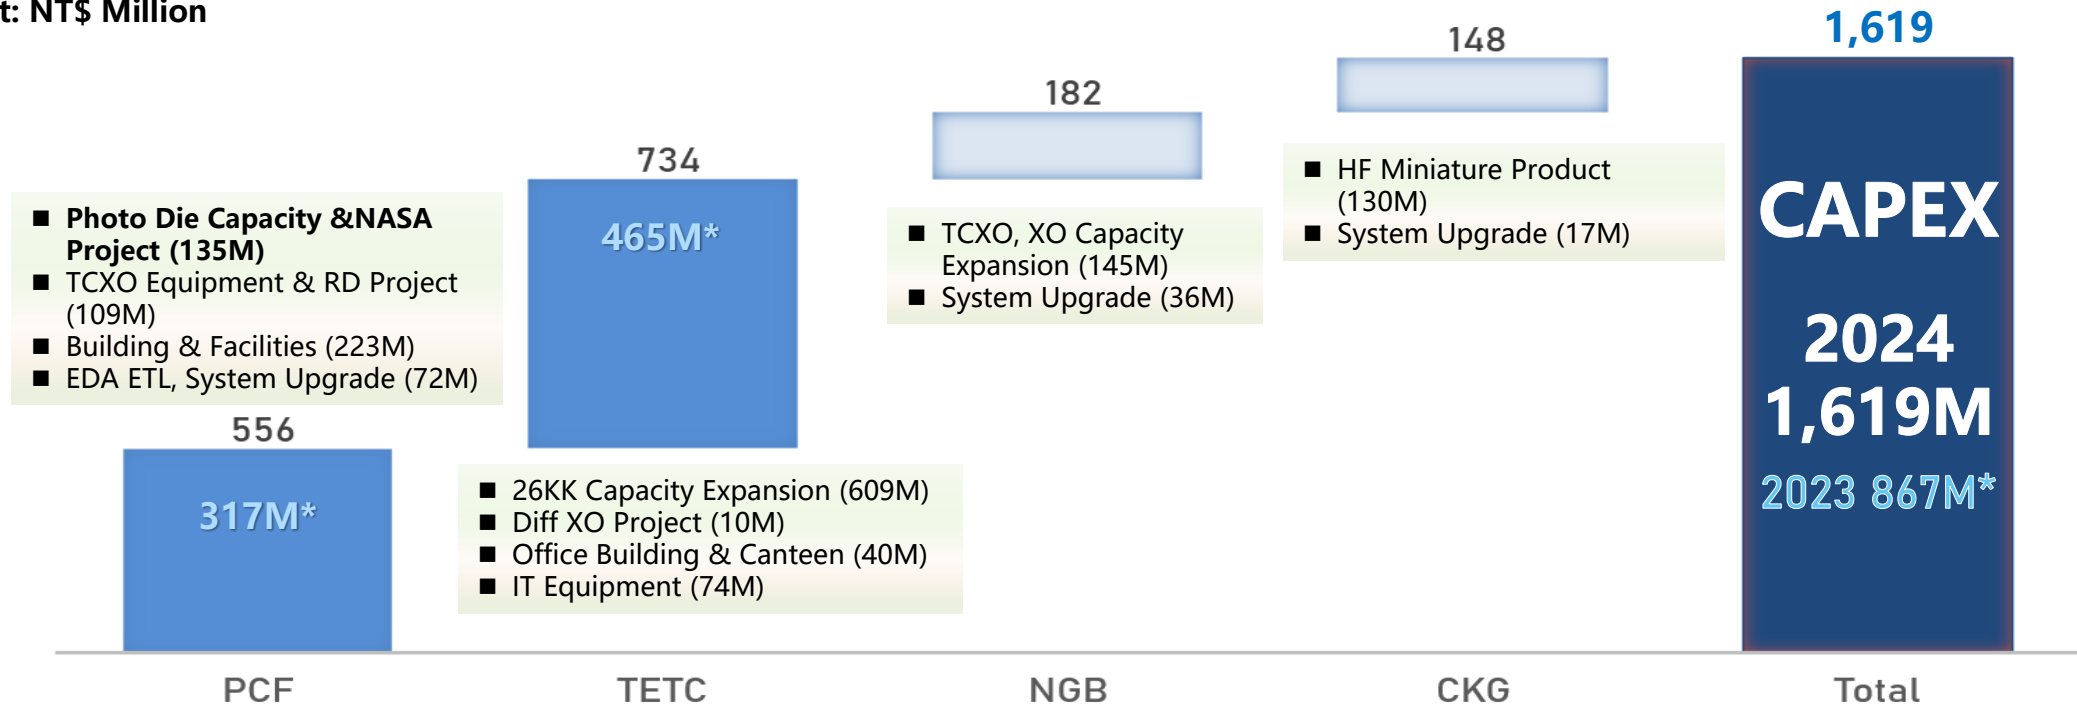 t: NT$ Million
1,619
148
182
734
■ HF Miniature Product
(130M)
■ System Upgrade (17M)
CAPEX
■ Photo Die Capacity &NASA
Project (135M)
■ TCXO Equipment & RD Project
(109M)
■ Building & Facilities (223M)
■ EDA ETL, System Upgrade (72M)
465M*
■ TCXO, XO Capacity
Expansion (145M)
■ System Upgrade (36M)
2024
1,619M
2023 867M*
556
317M*
■ 26KK Capacity Expansion (609M)
■ Diff XO Project (10M)
■ Office Building & Canteen (40M)
■ IT Equipment (74M)
PCF
TETC
NGB
CKG
Total